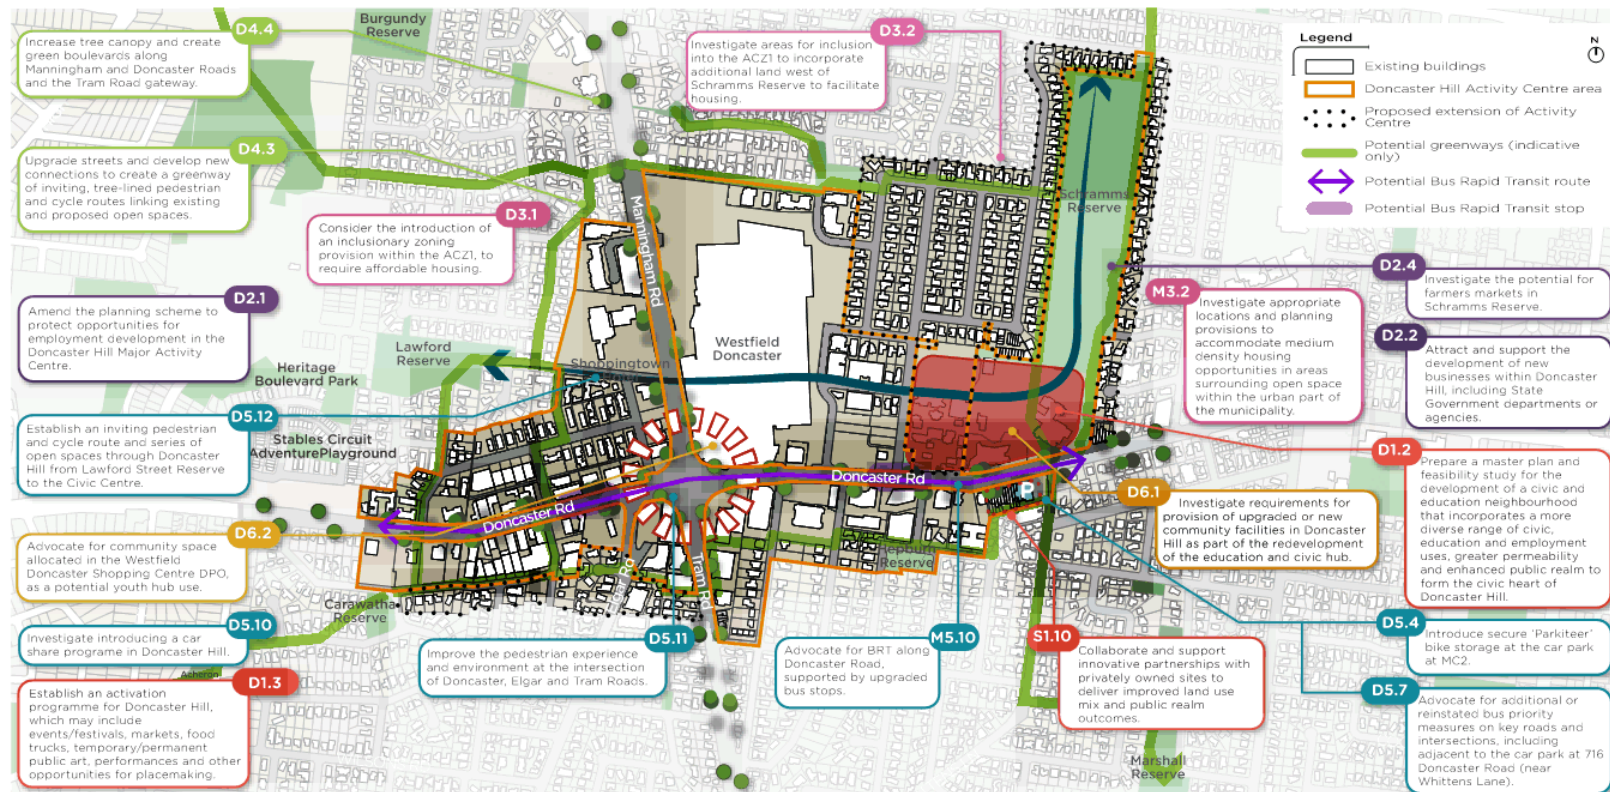 Burgundy
Reserve
D4.4
Increase tree canopy and create
green boulevards along
Manningham and Doncaster Roads
and the Tram Road gateway.
D3.2
Investigate areas for inclusion
into the ACZ1 to incorporate
additional land west of
Schramms Reserve to facilitate
housing.
Legend
N
Existing buildings
Doncaster Hill Activity Centre area
Proposed extension of Activity
Centre
Potential greenways (indicative
only)
Potential Bus Rapid Transit route
Potential Bus Rapid Transit stop
D4.3
Upgrade streets and develop new
connections to create a greenway
of inviting, tree-lined pedestrian
and cycle routes linking existing
and proposed open spaces.
D3.1
Consider the introduction of
an inclusionary zoning
provision within the ACZ1, to
require affordable housing.
Manningham Rd
Schramms
Reserve
D2.4
Investigate the potential for
farmers markets in
Schramms Reserve.
M3.2
Investigate appropriate
locations and planning
provisions to
accommodate medium
density housing
opportunities in areas
surrounding open space
within the urban part of
the municipality.
D2.2
Attract and support the
development of new
businesses within Doncaster
Hill, including State
Government departments or
agencies.
D2.1
Amend the planning scheme to
protect opportunities for
employment development in the
Doncaster Hill Major Activity
Centre.
Lawford
Reserve
Heritage
Boulevard Park
Shoppingtown
Westfield
Doncaster
D5.12
Establish an inviting pedestrian
and cycle route and series of
open spaces through Doncaster
Hill from Lawford Street Reserve
to the Civic Centre.
Stables Circuit
AdventurePlayground
D1.2
Prepare a master plan and
feasibility study for the
development of a civic and
education neighbourhood
that incorporates a more
diverse range of civic,
education and employment
uses, greater permeability
and enhanced public realm to
form the civic heart of
Doncaster Hill.
Doncaster Rd
Doncaster Rd
P
D6.1
Investigate requirements for
provision of upgraded or new
community facilities in Doncaster
Hill as part of the redevelopment
of the education and civic hub.
D6.2
Advocate for community space
allocated in the Westfield
Doncaster Shopping Centre DPO,
as a potential youth hub use.
Hepburn
Reserve
Elgar Rd
Tram Rd
Carawatha
Reserve
D5.10
Investigate introducing a car
share programe in Doncaster Hill.
Acheron
D5.11
Improve the pedestrian experience
and environment at the intersection
of Doncaster, Elgar and Tram Roads.
M5.10
Advocate for BRT along
Doncaster Road,
supported by upgraded
bus stops.
S1.10
Collaborate and support
innovative partnerships with
privately owned sites to
deliver improved land use
mix and public realm
outcomes.
D5.4
Introduce secure 'Parkiteer'
bike storage at the car park
at MC2.
D1.3
Establish an activation
programme for Doncaster Hill,
which may include
events/festivals, markets, food
trucks, temporary/permanent
public art, performances and other
opportunities for placemaking.
D5.7
Advocate for additional or
reinstated bus priority
measures on key roads and
intersections, including
adjacent to the car park at 716
Doncaster Road (near
Whittens Lane).
Marshall
Reserve